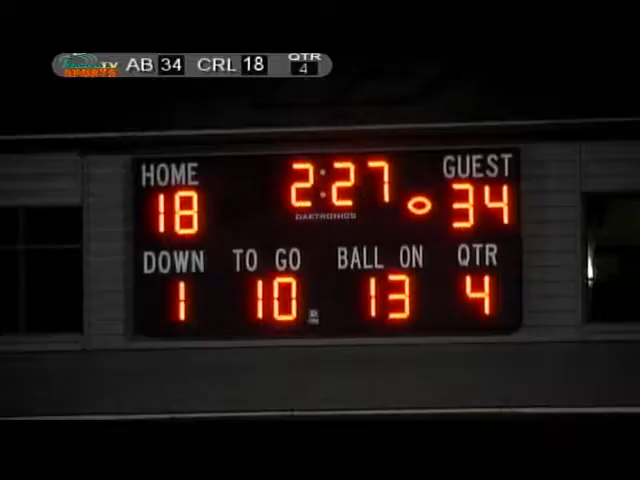 TV SPORTS AB 34 CRL 18 QTR 4
HOME 2:27 GUEST
18 34
DAKTRONICS
DOWN TO GO BALL ON QTR
1 10 13 4